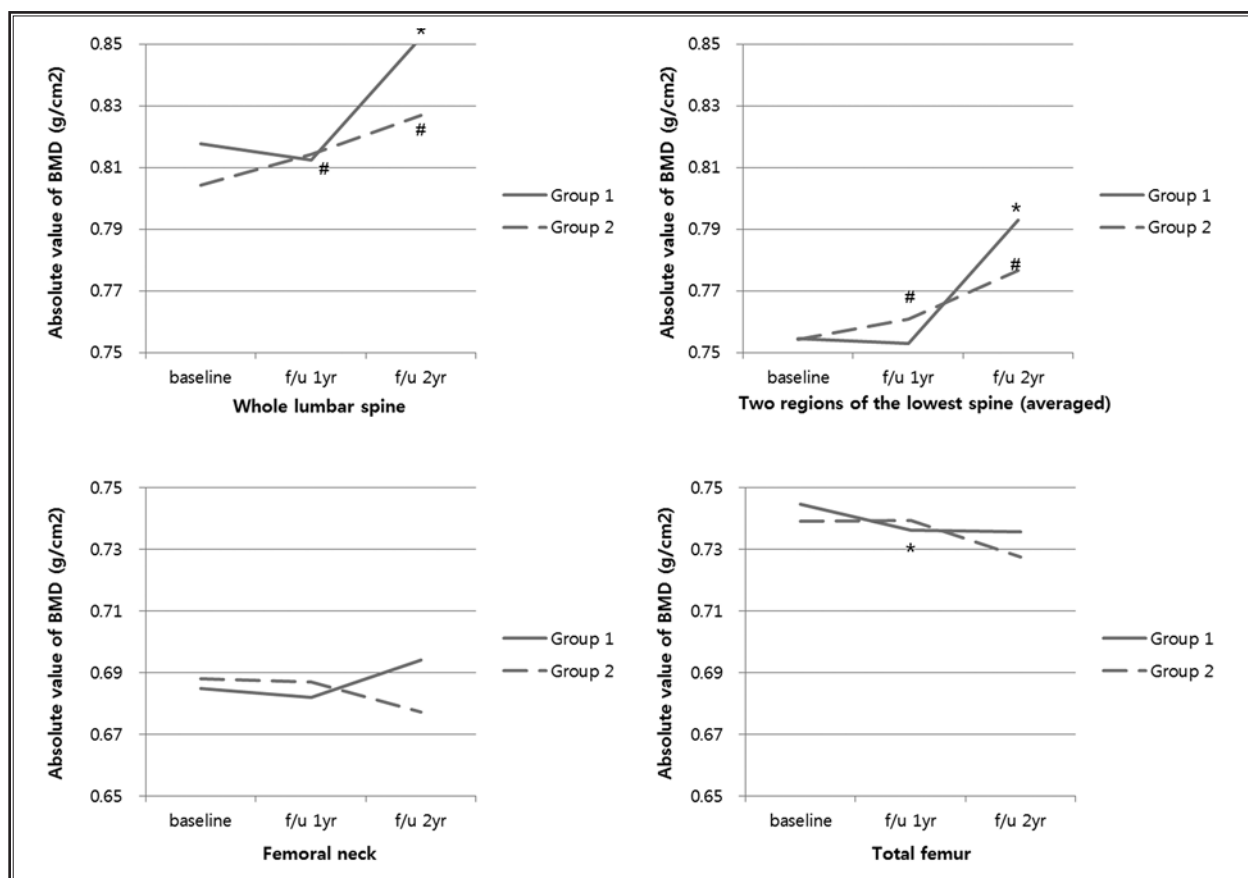 Absolute value of BMD (g/cm2)
0.85
0.83
0.81
0.79
0.77
0.75
*
#
#
Group 1
Group 2
baseline f/u 1yr f/u 2yr
Whole lumbar spine
Absolute value of BMD (g/cm2)
0.85
0.83
0.81
0.79
0.77
0.75
*
#
#
Group 1
Group 2
baseline f/u 1yr f/u 2yr
Two regions of the lowest spine (averaged)
Absolute value of BMD (g/cm2)
0.75
0.73
0.71
0.69
0.67
0.65
Group 1
Group 2
baseline f/u 1yr f/u 2yr
Femoral neck
Absolute value of BMD (g/cm2)
0.75
0.73
0.71
0.69
0.67
0.65
*
Group 1
Group 2
baseline f/u 1yr f/u 2yr
Total femur